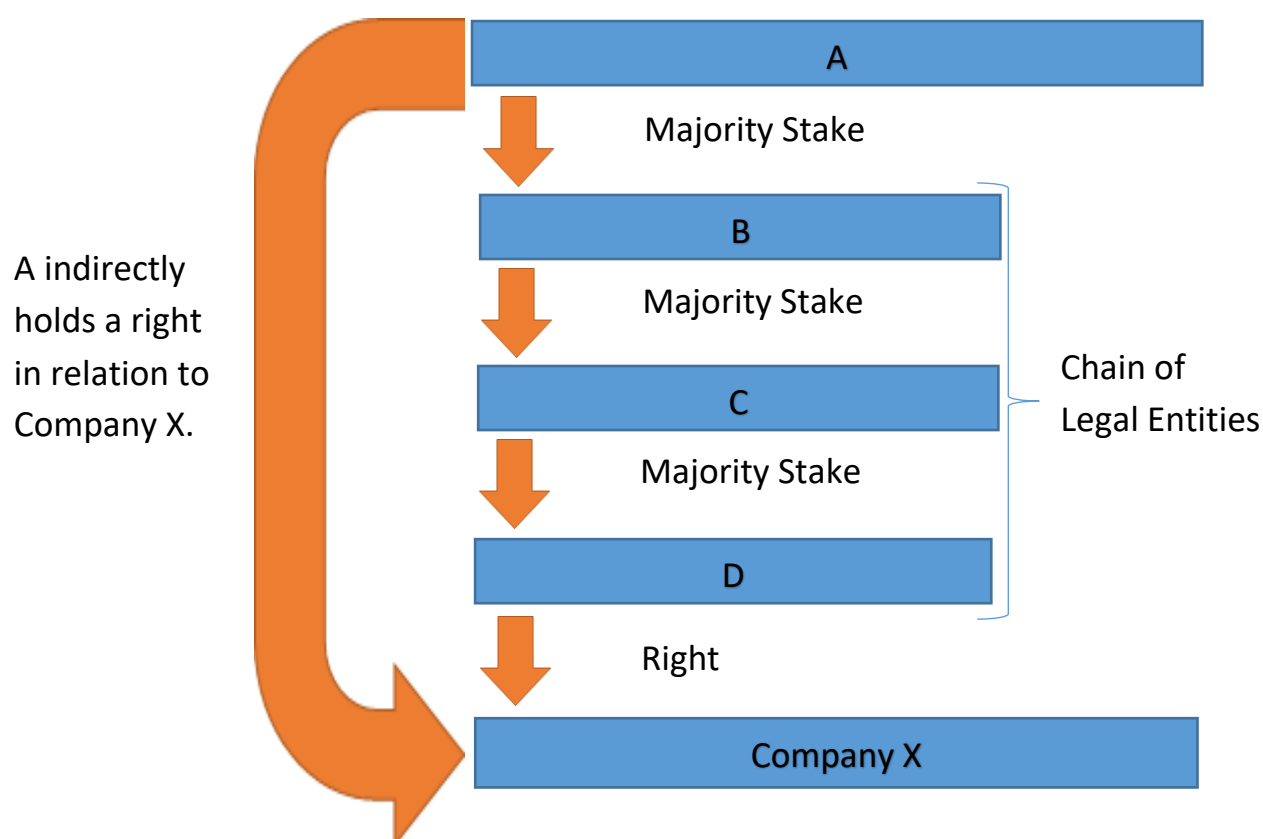 A
Majority Stake
B
A indirectly
holds a right
in relation to
Company X.
Majority Stake
C
Chain of
Legal Entities
Majority Stake
D
Right
Company X